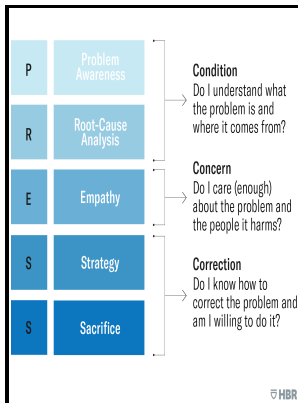 P
Problem
Awareness
R
Root-Cause
Analysis
E
Empathy
S
Strategy
S
Sacrifice
Condition
Do I understand what
the problem is and
where it comes from?
Concern
Do I care (enough)
about the problem and
the people it harms?
Correction
Do I know how to
correct the problem and
am I willing to do it?
HBR